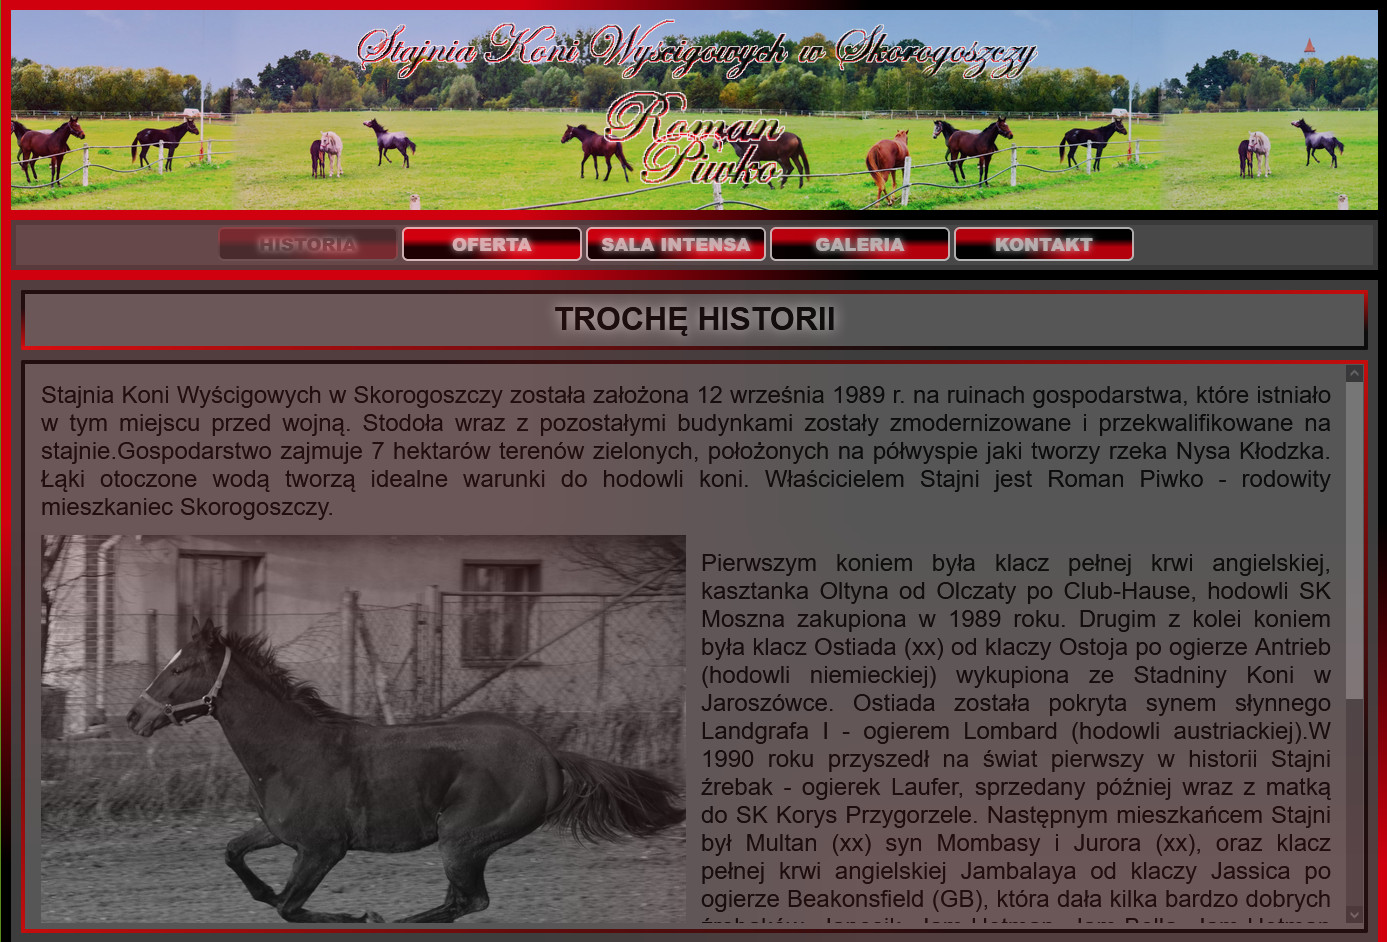 Stajnia Koni Wyścigowych w Skorogoszczy
Roman
Piwko
HISTORIA OFERTA SALA INTENSA GALERIA KONTAKT
TROCHĘ HISTORII
Stajnia Koni Wyścigowych w Skorogoszczy została założona 12 września 1989 r. na ruinach gospodarstwa, które istniało
w tym miejscu przed wojną. Stodoła wraz z pozostałymi budynkami zostały zmodernizowane i przekwalifikowane na
stajnie.Gospodarstwo zajmuje 7 hektarów terenów zielonych, położonych na półwyspie jaki tworzy rzeka Nysa Kłodzka.
Łąki otoczone wodą tworzą idealne warunki do hodowli koni. Właścicielem Stajni jest Roman Piwko - rodowity
mieszkaniec Skorogoszczy.
Pierwszym koniem była klacz pełnej krwi angielskiej,
kasztanka Oltyna od Olczaty po Club-Hause, hodowli SK
Moszna zakupiona w 1989 roku. Drugim z kolei koniem
była klacz Ostiada (xx) od klaczy Ostoja po ogierze Antrieb
(hodowli niemieckiej) wykupiona ze Stadniny Koni w
Jaroszówce. Ostiada została pokryta synem słynnego
Landgrafa I - ogierem Lombard (hodowli austriackiej).W
1990 roku przyszedł na świat pierwszy w historii Stajni
źrebak - ogierek Laufer, sprzedany później wraz z matką
do SK Korys Przygorzele. Następnym mieszkańcem Stajni
był Multan (xx) syn Mombasy i Jurora (xx), oraz klacz
pełnej krwi angielskiej Jambalaya od klaczy Jassica po
ogierze Beakonsfield (GB), która dała kilka bardzo dobrych